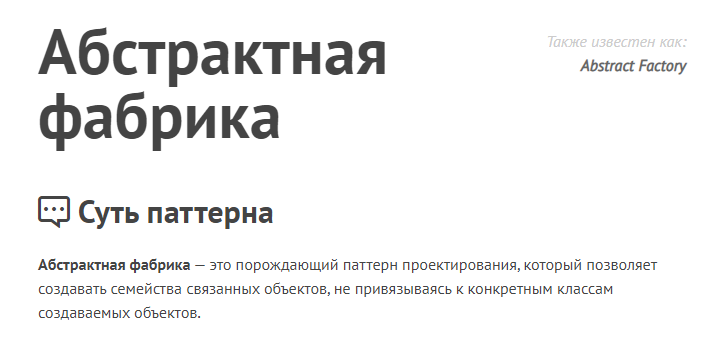 Абстрактная
фабрика
Также известен как:
Abstract Factory
Суть паттерна
Абстрактная фабрика — это порождающий паттерн проектирования, который позволяет
создавать семейства связанных объектов, не привязываясь к конкретным классам
создаваемых объектов.